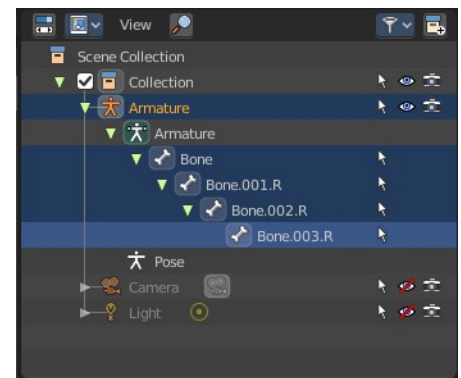 View
Scene Collection
Collection
Armature
Armature
Bone
Bone.001.R
Bone.002.R
Bone.003.R
Pose
Camera
Light